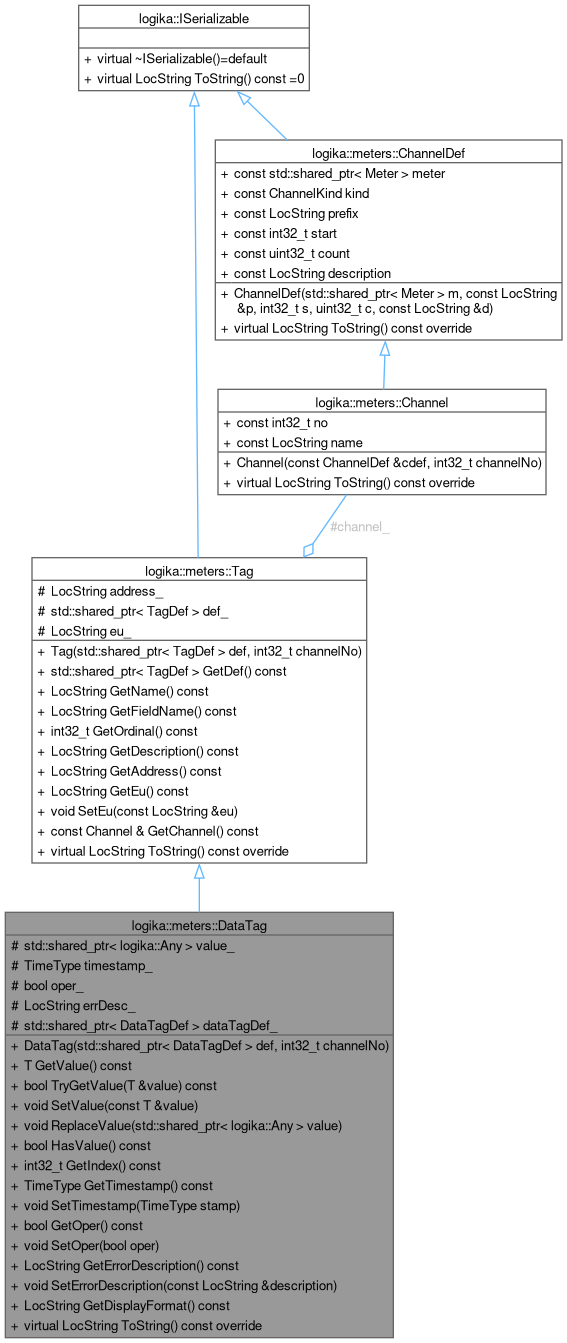 logika::ISerializable
+ virtual ~ISerializable()=default
+ virtual LocString ToString() const =0
logika::meters::ChannelDef
+ const std::shared_ptr< Meter > meter
+ const ChannelKind kind
+ const LocString prefix
+ const int32_t start
+ const uint32_t count
+ const LocString description
+ ChannelDef(std::shared_ptr< Meter > m, const LocString
&p, int32_t s, uint32_t c, const LocString &d)
+ virtual LocString ToString() const override
logika::meters::Channel
+ const int32_t no
+ const LocString name
+ Channel(const ChannelDef &cdef, int32_t channelNo)
+ virtual LocString ToString() const override
#channel_
logika::meters::Tag
# LocString address_
# std::shared_ptr< TagDef > def_
# LocString eu_
+ Tag(std::shared_ptr< TagDef > def, int32_t channelNo)
+ std::shared_ptr< TagDef > GetDef() const
+ LocString GetName() const
+ LocString GetFieldName() const
+ int32_t GetOrdinal() const
+ LocString GetDescription() const
+ LocString GetAddress() const
+ LocString GetEu() const
+ void SetEu(const LocString &eu)
+ const Channel & GetChannel() const
+ virtual LocString ToString() const override
logika::meters::DataTag
# std::shared_ptr< logika::Any > value_
# TimeType timestamp_
# bool oper_
# LocString errDesc_
# std::shared_ptr< DataTagDef > dataTagDef_
+ DataTag(std::shared_ptr< DataTagDef > def, int32_t channelNo)
+ T GetValue() const
+ bool TryGetValue(T &value) const
+ void SetValue(const T &value)
+ void ReplaceValue(std::shared_ptr< logika::Any > value)
+ bool HasValue() const
+ int32_t GetIndex() const
+ TimeType GetTimestamp() const
+ void SetTimestamp(TimeType stamp)
+ bool GetOper() const
+ void SetOper(bool oper)
+ LocString GetErrorDescription() const
+ void SetErrorDescription(const LocString &description)
+ LocString GetDisplayFormat() const
+ virtual LocString ToString() const override